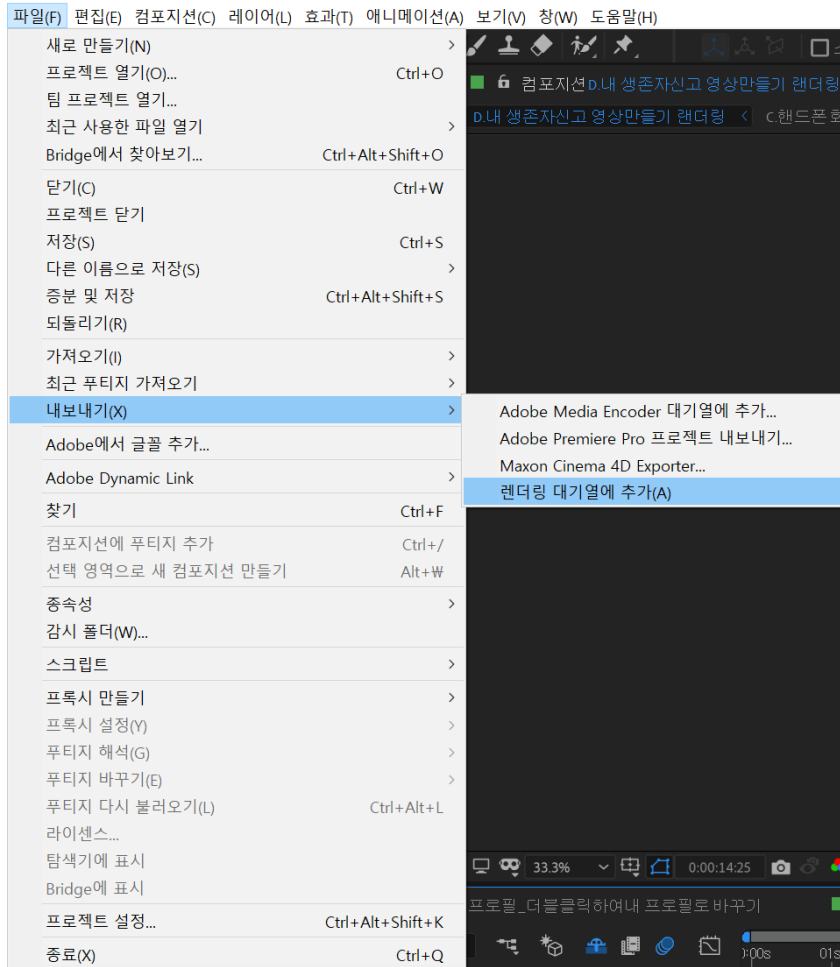 파일(F) 편집(E) 컴포지션(C) 레이어(L) 효과(T) 애니메이션(A) 보기(V) 창(W) 도움말(H)
새로 만들기(N)
프로젝트 열기(O)... Ctrl+O
팀 프로젝트 열기...
최근 사용한 파일 열기
Bridge에서 찾아보기... Ctrl+Alt+Shift+O
닫기(C) Ctrl+W
프로젝트 닫기
저장(S) Ctrl+S
다른 이름으로 저장(S)
증분 및 저장 Ctrl+Alt+Shift+S
되돌리기(R)
가져오기(I)
최근 푸티지 가져오기
내보내기(X)
Adobe에서 글꼴 추가...
Adobe Dynamic Link
찾기 Ctrl+F
컴포지션에 푸티지 추가 Ctrl+/
선택 영역으로 새 컴포지션 만들기 Alt+₩
종속성
감시 폴더(W)...
스크립트
프록시 만들기
프록시 설정(Y)
푸티지 해석(G)
푸티지 바꾸기(E)
푸티지 다시 불러오기(L) Ctrl+Alt+L
라이센스...
탐색기에 표시
Bridge에 표시
프로젝트 설정... Ctrl+Alt+Shift+K
종료(X) Ctrl+Q
Adobe Media Encoder 대기열에 추가...
Adobe Premiere Pro 프로젝트 내보내기...
Maxon Cinema 4D Exporter...
렌더링 대기열에 추가(A)
컴포지션 D.내 생존자신고 영상만들기 랜더링
D.내 생존자신고 영상만들기 랜더링 < C.핸드폰
33.3% 0:00:14:25
프로필_더블클릭하여내 프로필로바꾸기
):00s 01s